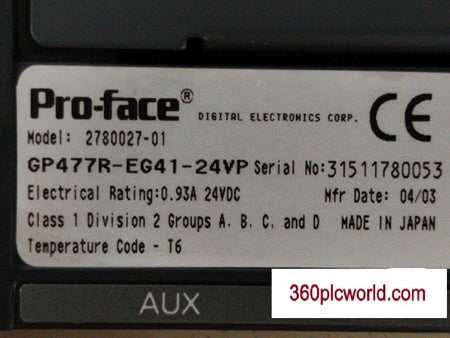 Pro-face® DIGITAL ELECTRONICS CORP. CE
Model: 2780027-01
GP477R-EG41-24VP Serial No:31511780053
Electrical Rating:0.93A 24VDC Mfr Date: 04/03
Class 1 Division 2 Groups A. B. C. and D MADE IN JAPAN
Temperature Code - T6
360plcworld.com
AUX